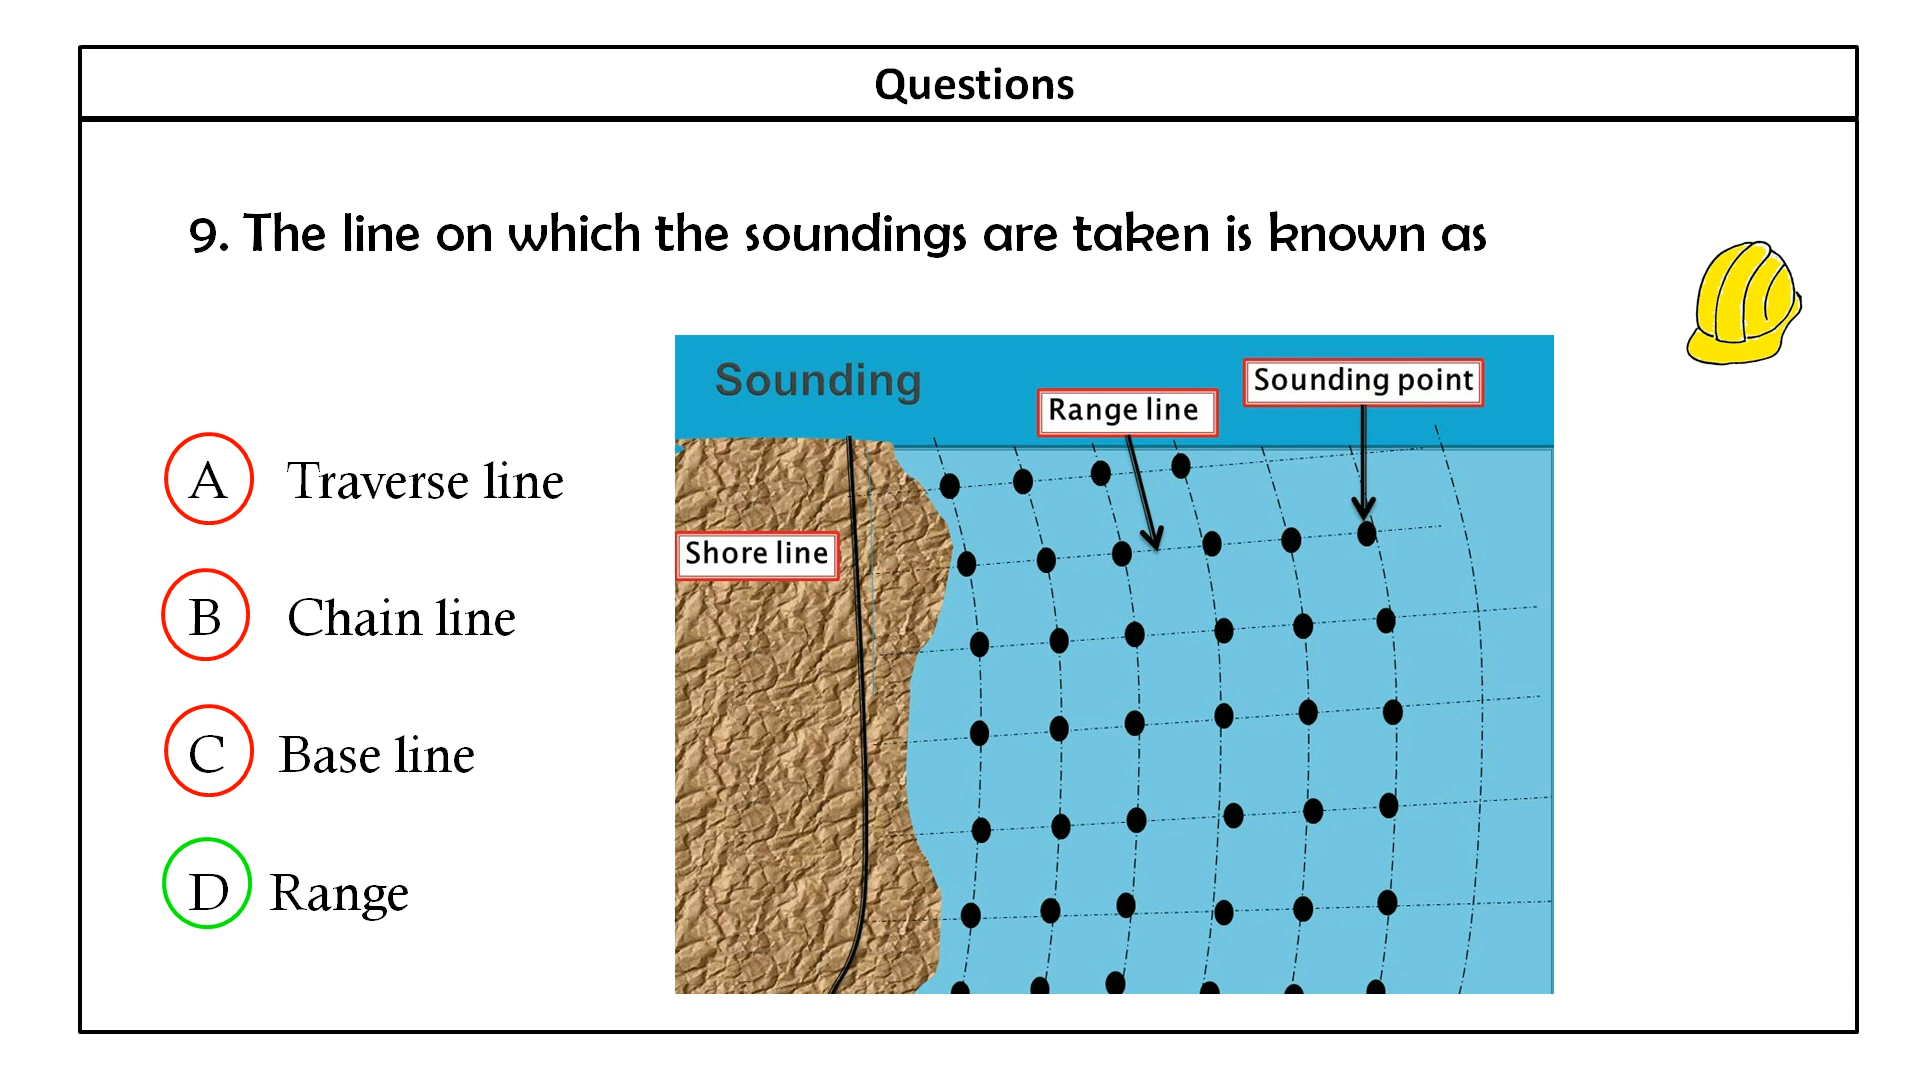 Questions
9. The line on which the soundings are taken is known as
A Traverse line
B Chain line
C Base line
D Range
Sounding
Range line
Sounding point
Shore line